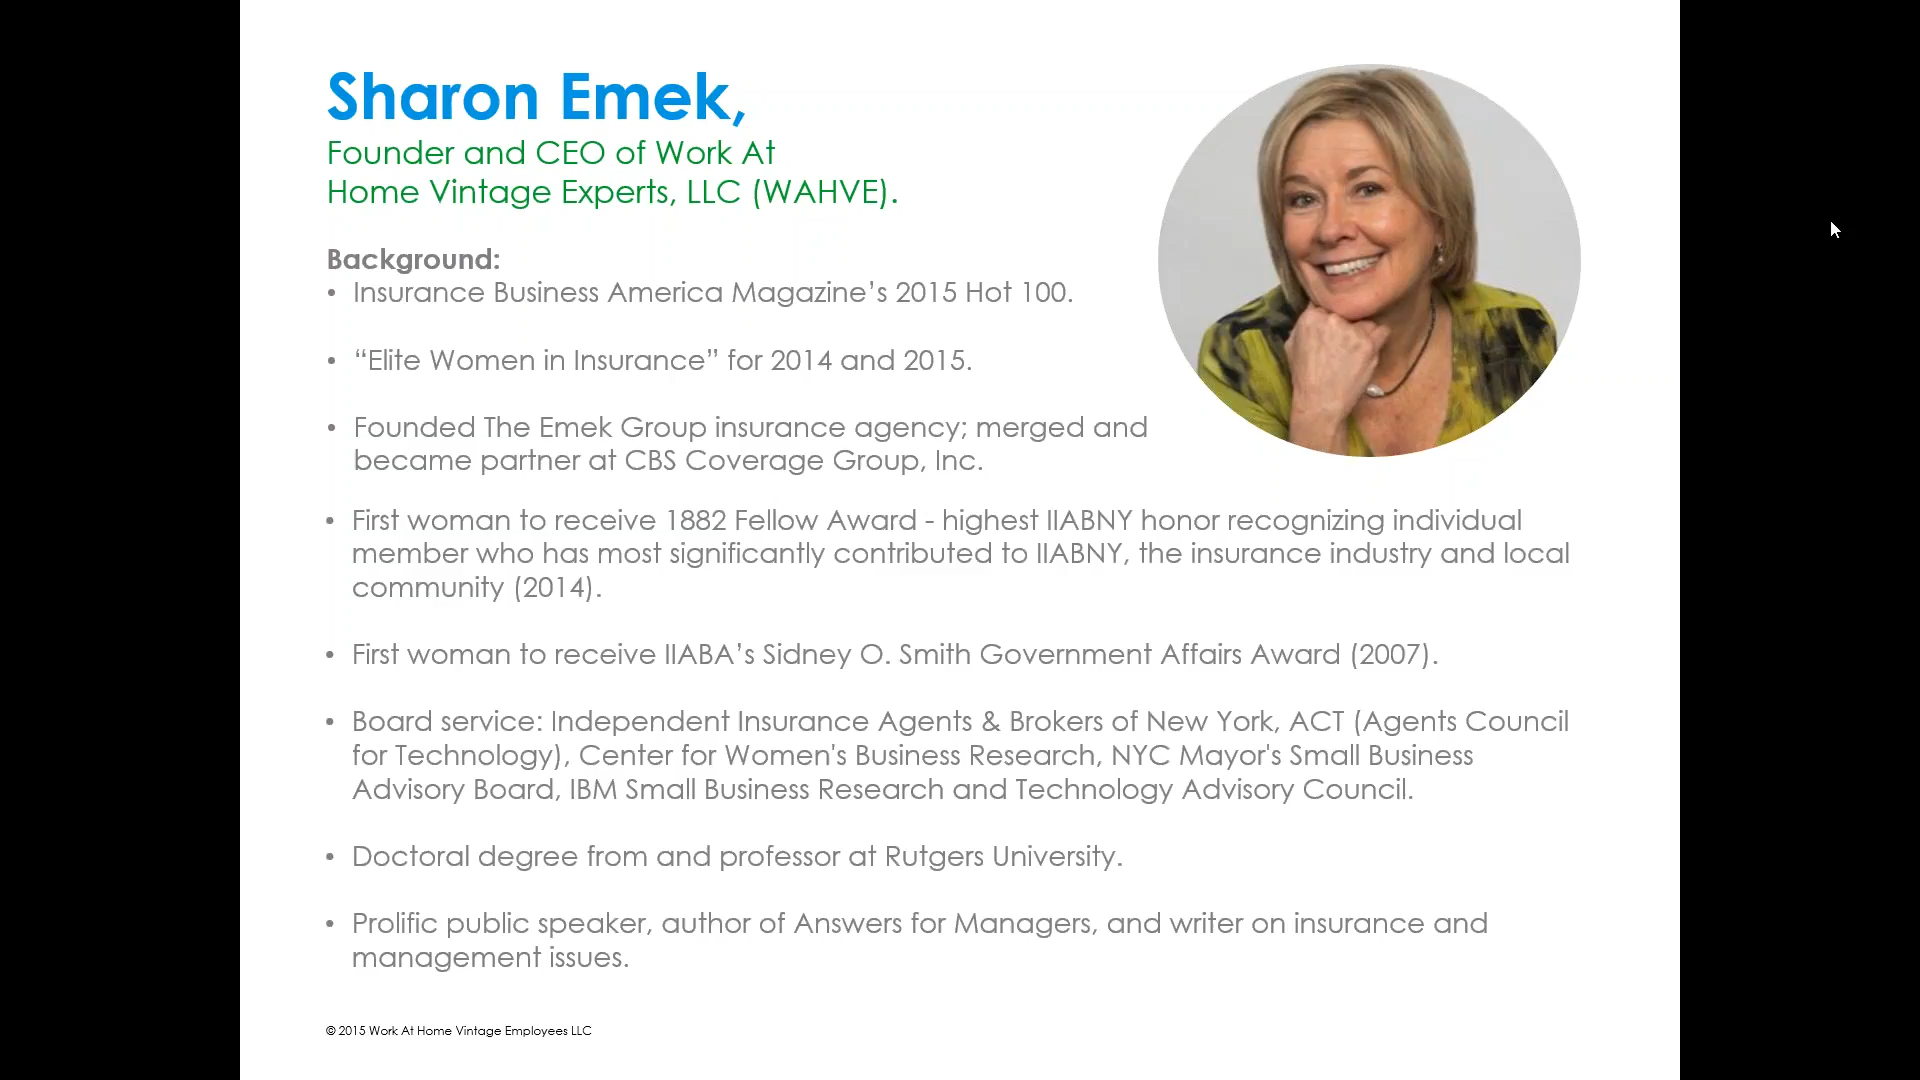 Sharon Emek,
Founder and CEO of Work At
Home Vintage Experts, LLC (WAHVE).
Background:
• Insurance Business America Magazine’s 2015 Hot 100.
• “Elite Women in Insurance” for 2014 and 2015.
• Founded The Emek Group insurance agency; merged and
became partner at CBS Coverage Group, Inc.
• First woman to receive 1882 Fellow Award - highest IIABNY honor recognizing individual
member who has most significantly contributed to IIABNY, the insurance industry and local
community (2014).
• First woman to receive IIABA’s Sidney O. Smith Government Affairs Award (2007).
• Board service: Independent Insurance Agents & Brokers of New York, ACT (Agents Council
for Technology), Center for Women's Business Research, NYC Mayor's Small Business
Advisory Board, IBM Small Business Research and Technology Advisory Council.
• Doctoral degree from and professor at Rutgers University.
• Prolific public speaker, author of Answers for Managers, and writer on insurance and
management issues.
© 2015 Work At Home Vintage Employees LLC